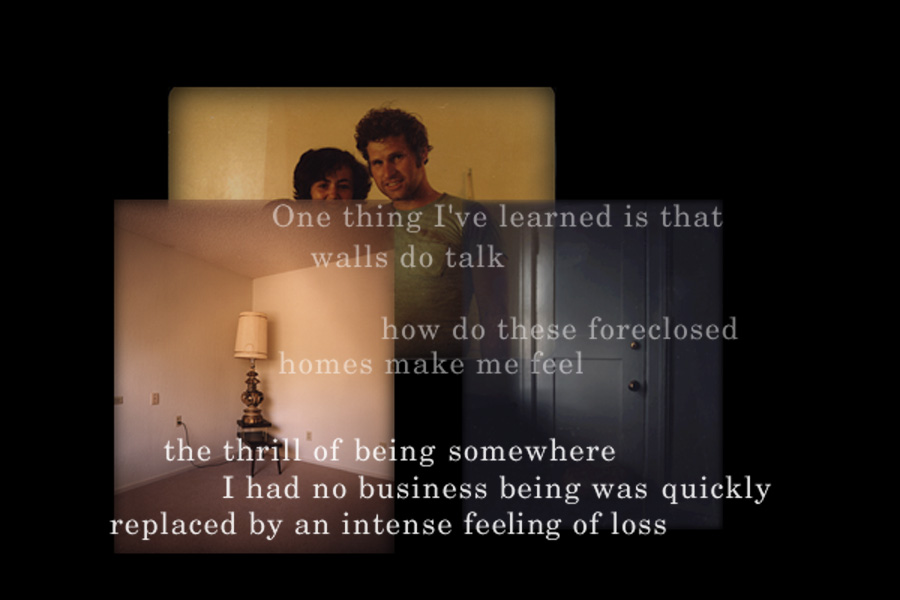 One thing I've learned is that
walls do talk
how do these foreclosed
homes make me feel
the thrill of being somewhere
I had no business being was quickly
replaced by an intense feeling of loss